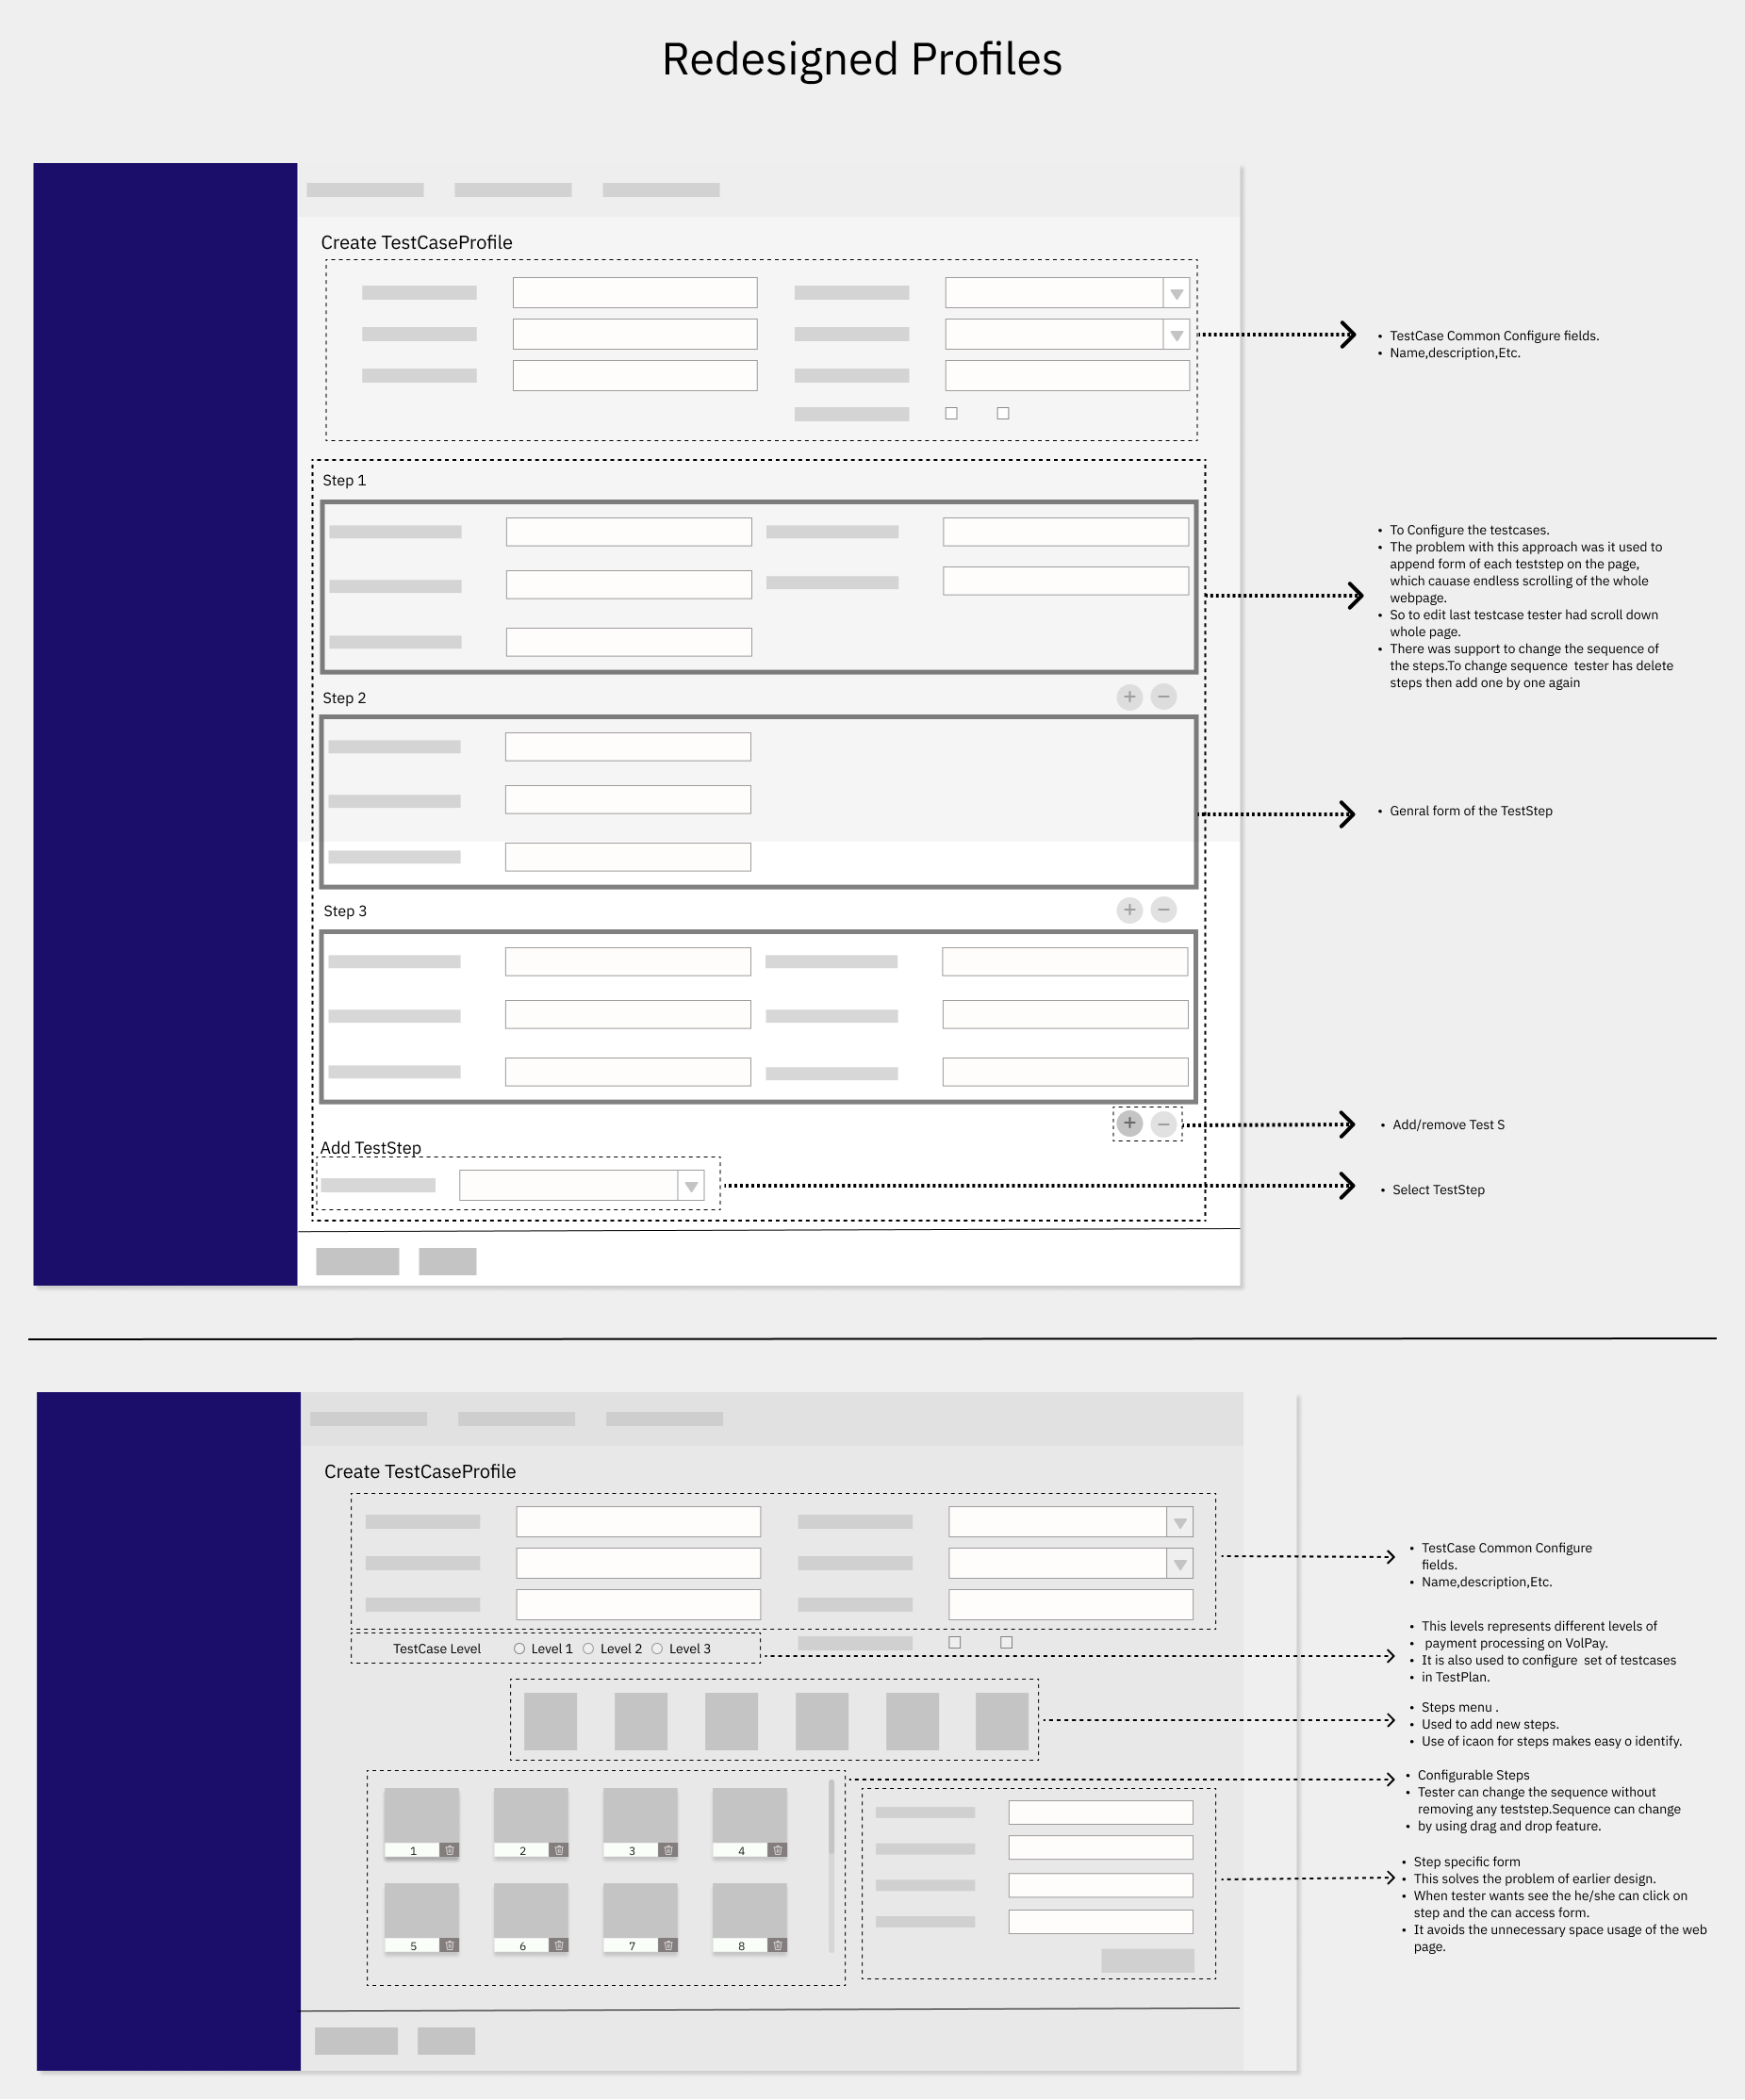 Redesigned Profiles
Create TestCaseProfile
• TestCase Common Configure fields.
• Name,description,Etc.
Step 1
• To Configure the testcases.
• The problem with this approach was it used to
append form of each teststep on the page,
which cauase endless scrolling of the whole
webpage.
• So to edit last testcase tester had scroll down
whole page.
• There was support to change the sequence of
the steps.To change sequence tester has delete
steps then add one by one again
Step 2
• Genral form of the TestStep
Step 3
• Add/remove Test S
Add TestStep
• Select TestStep
Create TestCaseProfile
• TestCase Common Configure
fields.
• Name,description,Etc.
TestCase Level Level 1 Level 2 Level 3
• This levels represents different levels of
• payment processing on VolPay.
• It is also used to configure set of testcases
• in TestPlan.
• Steps menu .
• Used to add new steps.
• Use of icaon for steps makes easy o identify.
• Configurable Steps
• Tester can change the sequence without
removing any teststep.Sequence can change
• by using drag and drop feature.
1 2 3 4
5 6 7 8
• Step specific form
• This solves the problem of earlier design.
• When tester wants see the he/she can click on
step and the can access form.
• It avoids the unnecessary space usage of the web
page.